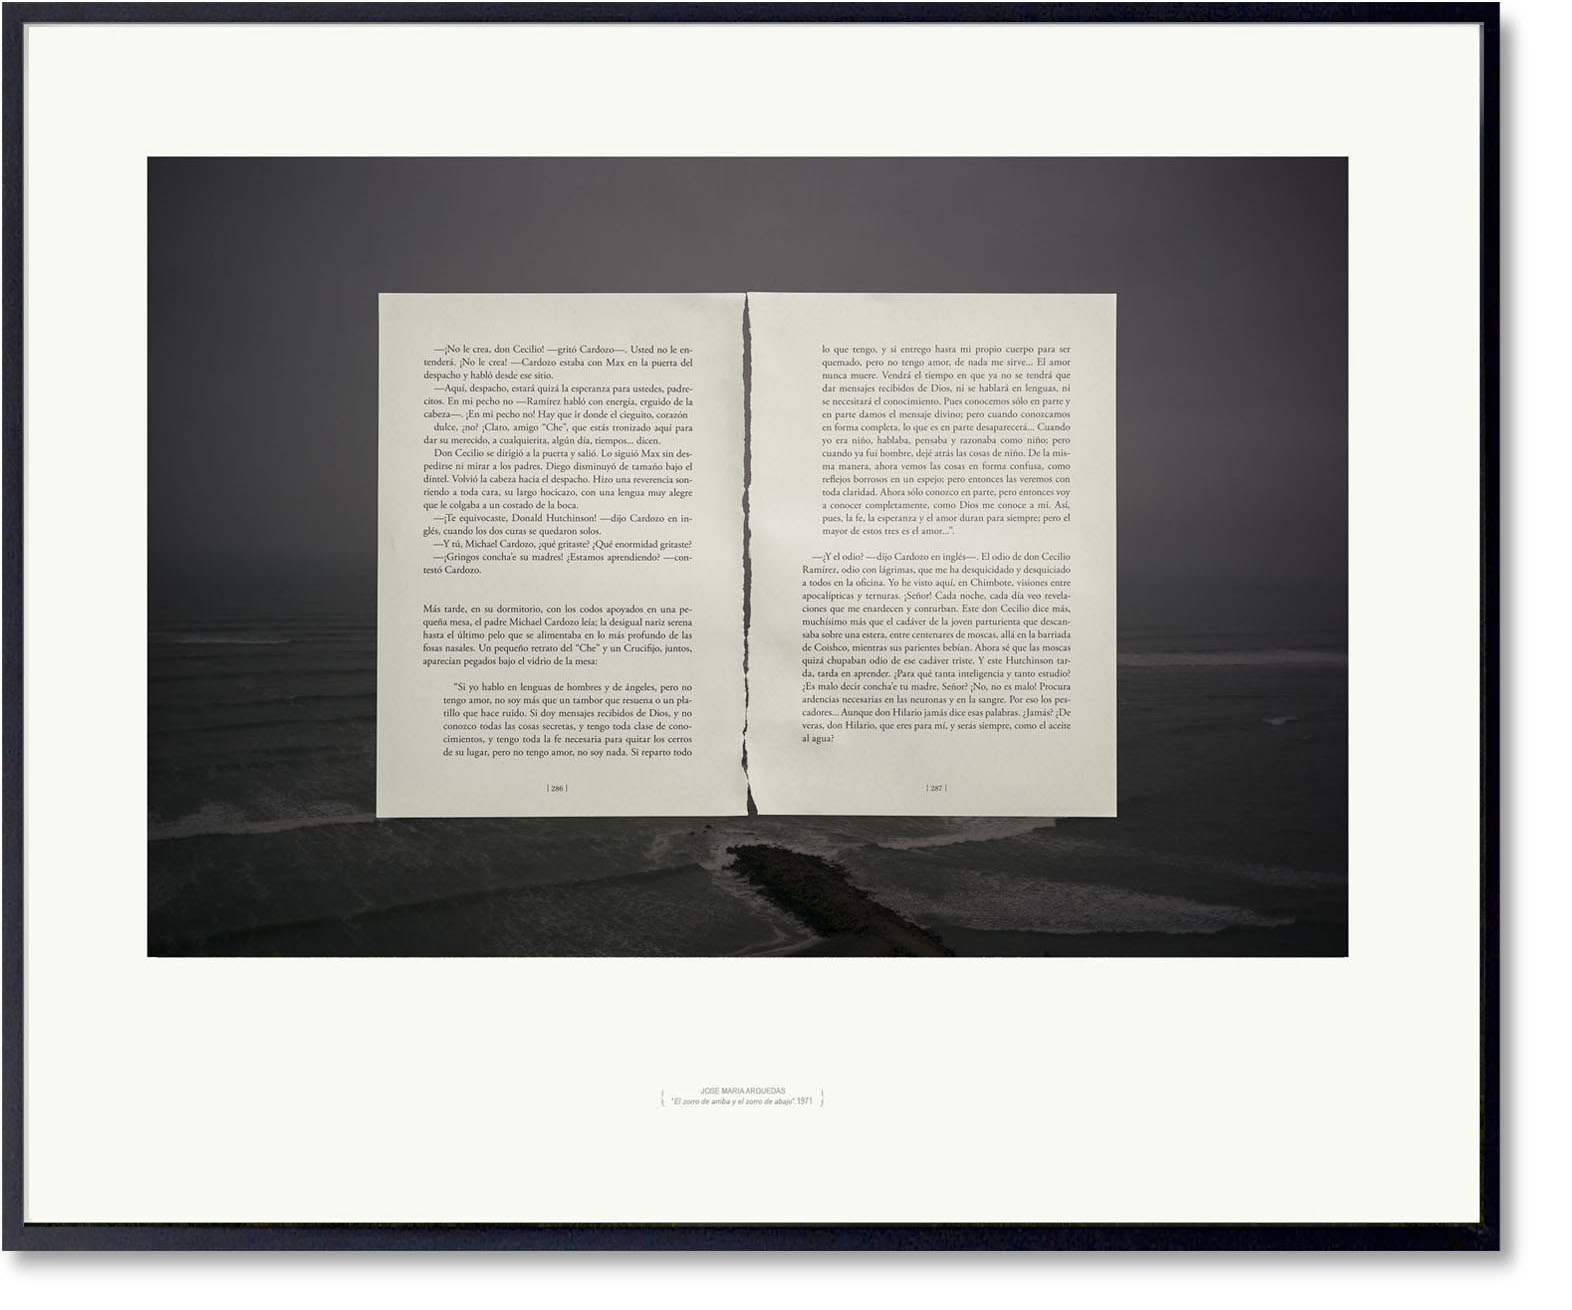 —¡No le crea, don Cecilio! —gritó Cardozo—. Usted no le en-
tenderá. ¡No le crea! —Cardozo estaba con Max en la puerta del
despacho y habló desde ese sitio.
—Aquí, despacho, estará quizá la esperanza para ustedes, padre-
citos. En mi pecho no —Ramírez habló con energía, erguido de la
cabeza—. ¡En mi pecho no! Hay que ir donde el cieguito, corazón
dulce, ¿no? ¡Claro, amigo “Che”, que estás tronizado aquí para
dar su merecido, a cualquierita, algún día, tiempos... dicen.
Don Cecilio se dirigió a la puerta y salió. Lo siguió Max sin des-
pedirse ni mirar a los padres. Diego disminuyó de tamaño bajo el
dintel. Volvió la cabeza hacia el despacho. Hizo una reverencia son-
riendo a toda cara, su largo hocicazo, con una lengua muy alegre
que le colgaba a un costado de la boca.
—¡Te equivocaste, Donald Hutchinson! —dijo Cardozo en in-
glés, cuando los dos curas se quedaron solos.
—Y tú, Michael Cardozo, ¿qué gritaste? ¿Qué enormidad gritaste?
—¡Gringos concha'e su madres! ¿Estamos aprendiendo? —con-
testó Cardozo.
Más tarde, en su dormitorio, con los codos apoyados en una pe-
queña mesa, el padre Michael Cardozo leía; la desigual nariz serena
hasta el último pelo que se alimentaba en lo más profundo de las
fosas nasales. Un pequeño retrato del “Che” y un Crucifijo, juntos,
aparecían pegados bajo el vidrio de la mesa:
“Si yo hablo en lenguas de hombres y de ángeles, pero no
tengo amor, no soy más que un tambor que resuena o un pla-
tillo que hace ruido. Si doy mensajes recibidos de Dios, y no
conozco todas las cosas secretas, y tengo toda clase de cono-
cimientos, y tengo toda la fe necesaria para quitar los cerros
de su lugar, pero no tengo amor, no soy nada. Si reparto todo
| 286 |
lo que tengo, y si entrego hasta mi propio cuerpo para ser
quemado, pero no tengo amor, de nada me sirve... El amor
nunca muere. Vendrá el tiempo en que ya no se tendrá que
dar mensajes recibidos de Dios, ni se hablará en lenguas, ni
se necesitará el conocimiento. Pues conocemos sólo en parte y
en parte damos el mensaje divino; pero cuando conozcamos
en forma completa, lo que es en parte desaparecerá... Cuando
yo era niño, hablaba, pensaba y razonaba como niño; pero
cuando ya fui hombre, dejé atrás las cosas de niño. De la mis-
ma manera, ahora vemos las cosas en forma confusa, como
reflejos borrosos en un espejo; pero entonces las veremos con
toda claridad. Ahora sólo conozco en parte, pero entonces voy
a conocer completamente, como Dios me conoce a mí. Así,
pues, la fe, la esperanza y el amor duran para siempre; pero el
mayor de estos tres es el amor...”.
—¿Y el odio? —dijo Cardozo en inglés—. El odio de don Cecilio
Ramírez, odio con lágrimas, que me ha desquiciado y desquiciado
a todos en la oficina. Yo he visto aquí, en Chimbote, visiones entre
apocalípticas y ternuras. ¡Señor! Cada noche, cada día veo revela-
ciones que me enardecen y conturban. Este don Cecilio dice más,
muchísimo más que el cadáver de la joven parturienta que descan-
saba sobre una estera, entre centenares de moscas, allá en la barriada
de Coishco, mientras sus parientes bebían. Ahora sé que las moscas
quizá chupaban odio de ese cadáver triste. Y este Hutchinson tar-
da, tarda en aprender. ¿Para qué tanta inteligencia y tanto estudio?
¿Es malo decir concha'e tu madre, Señor? ¡No, no es malo! Procura
ardencias necesarias en las neuronas y en la sangre. Por eso los pes-
cadores... Aunque don Hilario jamás dice esas palabras. ¿Jamás? ¿De
veras, don Hilario, que eres para mí, y serás siempre, como el aceite
al agua?
| 287 |
JOSE MARIA ARGUEDAS
"El zorro de arriba y el zorro de abajo".1971